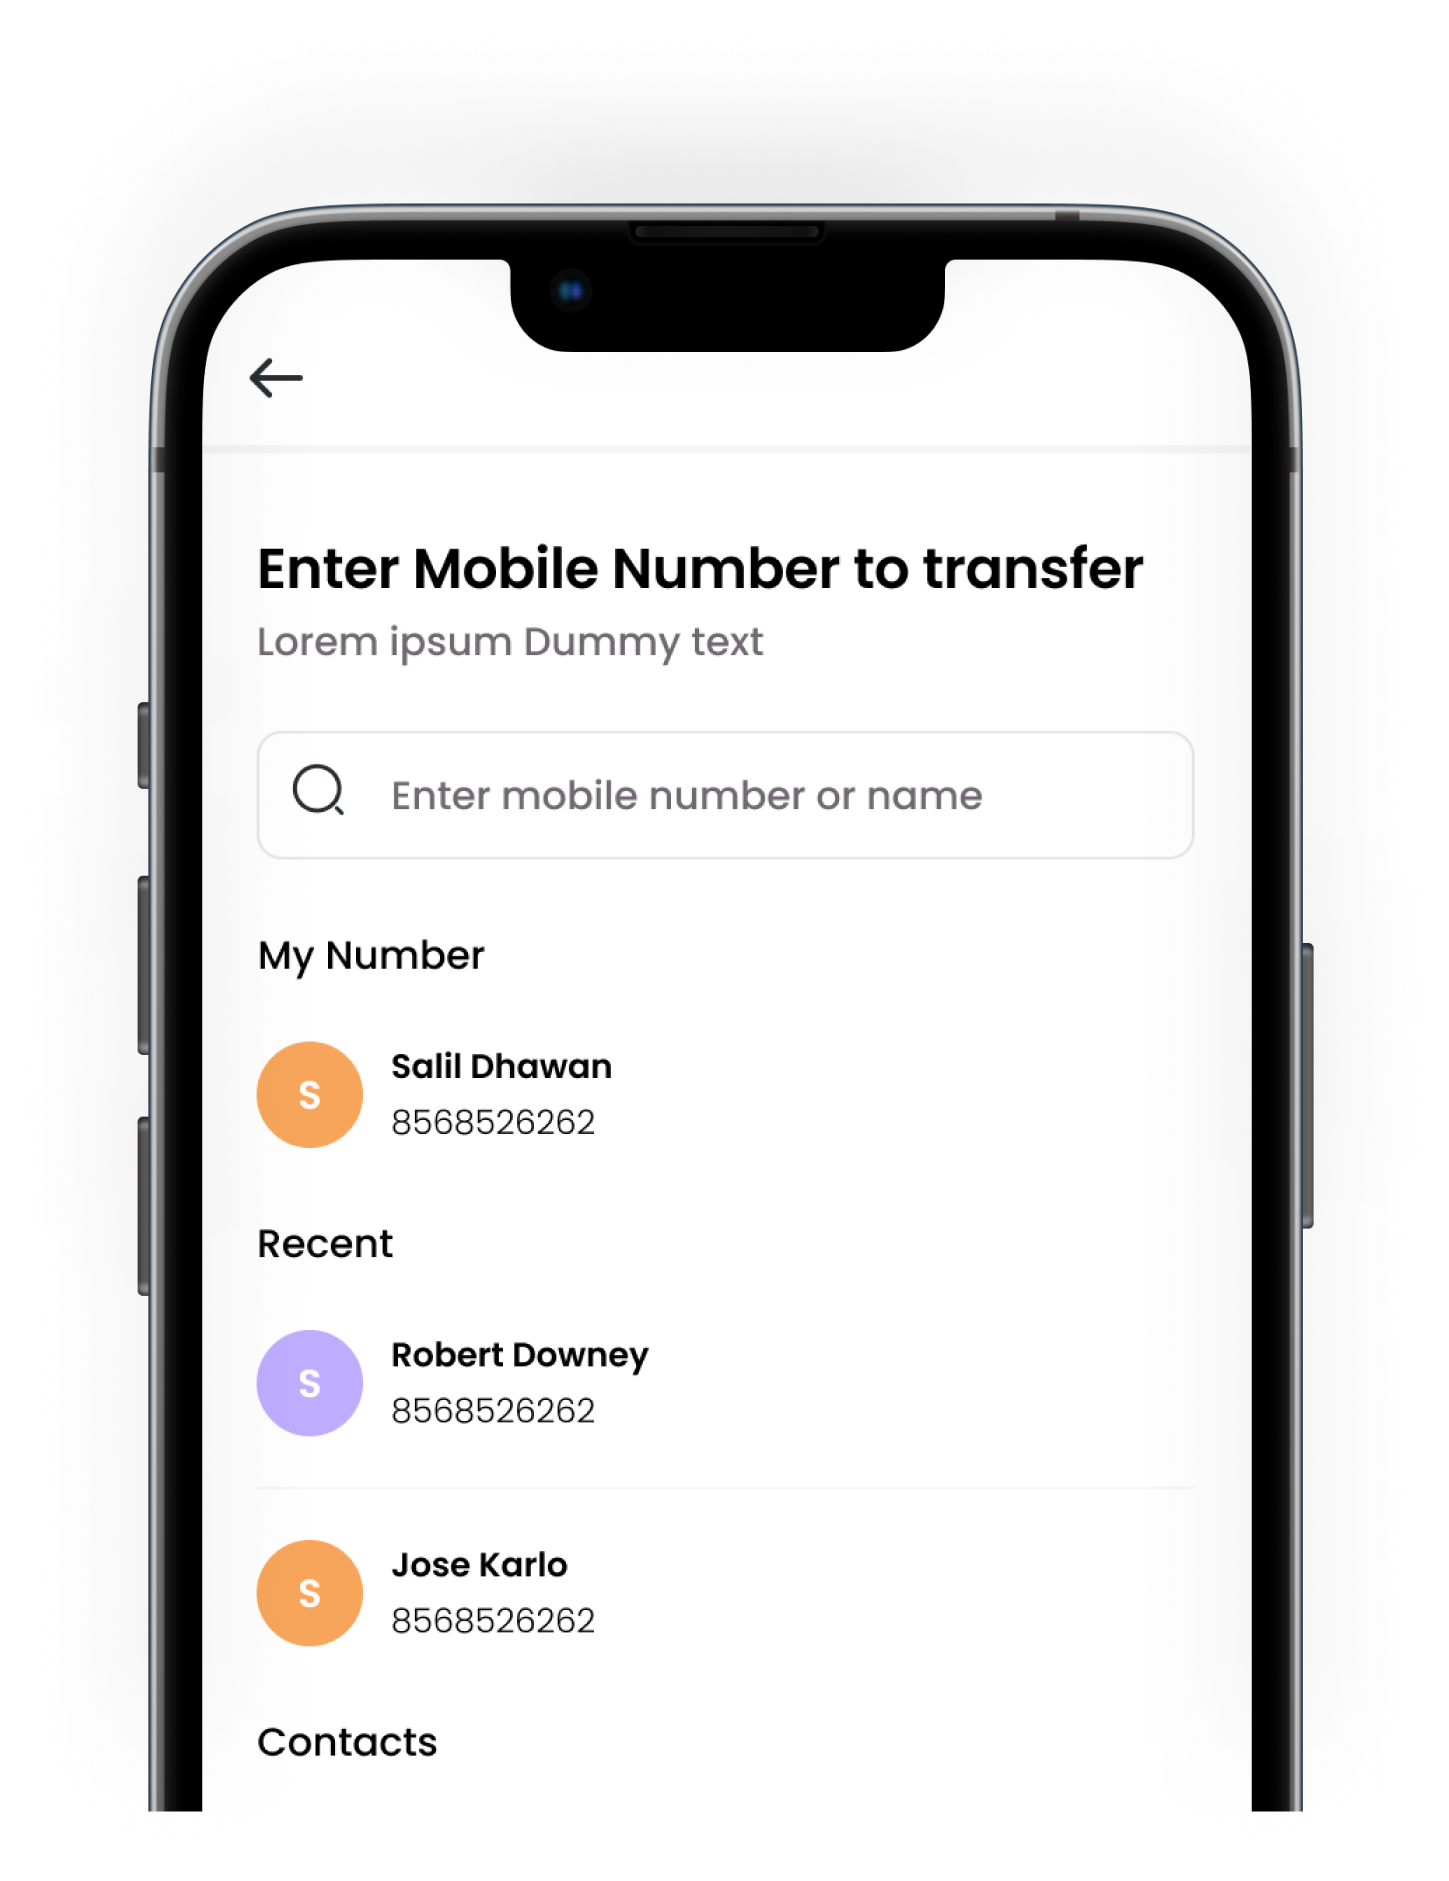 Enter Mobile Number to transfer
Lorem ipsum Dummy text
Enter mobile number or name
My Number
S
Salil Dhawan
8568526262
Recent
S
Robert Downey
8568526262
S
Jose Karlo
8568526262
Contacts